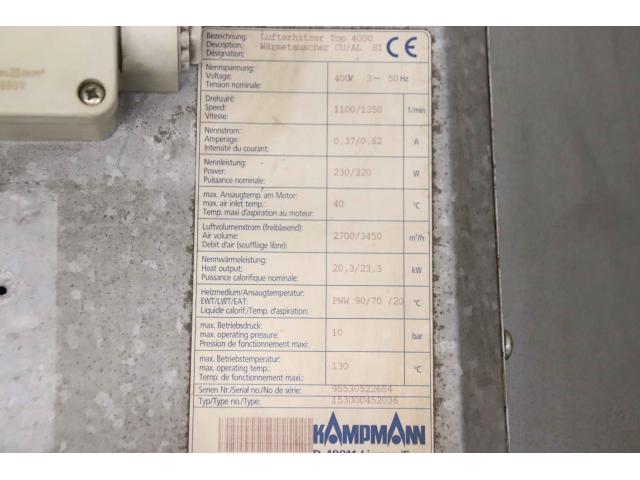 Bezeichnung: Lufterhitzer Top 4000
Description: Wärmetauscher CU/AL S1
Désignation:
CE
Nennspannung:
Voltage: 400V 3~ 50 Hz
Tension nominale:
Drehzahl:
Speed: 1100/1350 1/min
Vitesse:
Nennstrom:
Amperage: 0,37/0,62 A
Intensité du courant:
Nennleistung:
Power: 230/320 W
Puissance nominale:
max. Ansaugtemp. am Motor:
max. air inlet temp.: 40 °C
Temp. maxi d'aspiration au moteur:
Luftvolumenstrom (freiblasend):
Air volume: 2700/3450 m³/h
Debit d'air (soufflage libre):
Nennwärmeleistung:
Heat output: 20,3/23,3 kW
Puissance calorifique nominale:
Heizmedium/Ansaugtemperatur:
EWT/LWT/EAT: PWW 90/70 /20 °C
Liquide calorif./Temp. d'aspiration:
max. Betriebsdruck:
max. operating pressure: 10 bar
Pression de fonctionnement maxi:
max. Betriebstemperatur:
max. operating temp.: 130 °C
Temp. de fonctionnement maxi.:
Serien Nr./Serial no./No de série: 98530522684
Typ/Type no./Type: 153000452036
KAMPMANN